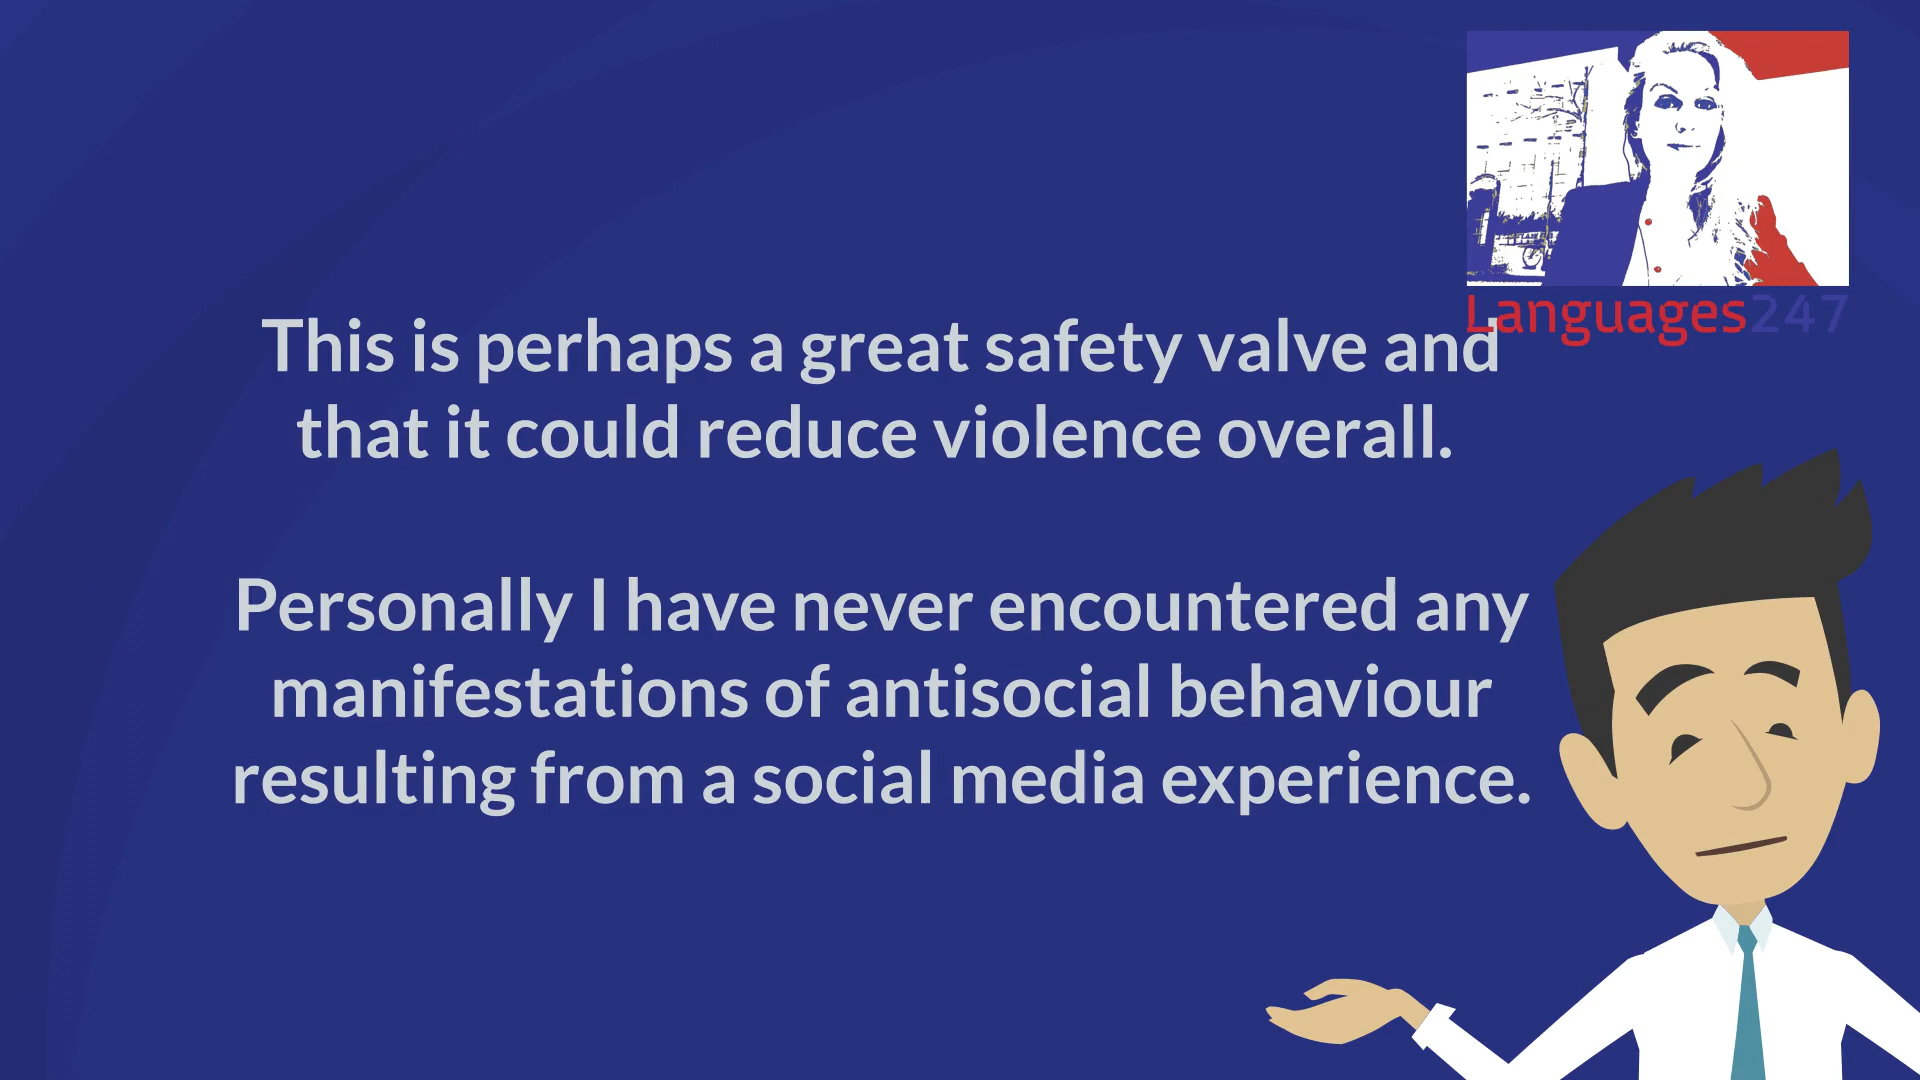 Languages247
This is perhaps a great safety valve and
that it could reduce violence overall.
Personally I have never encountered any
manifestations of antisocial behaviour
resulting from a social media experience.